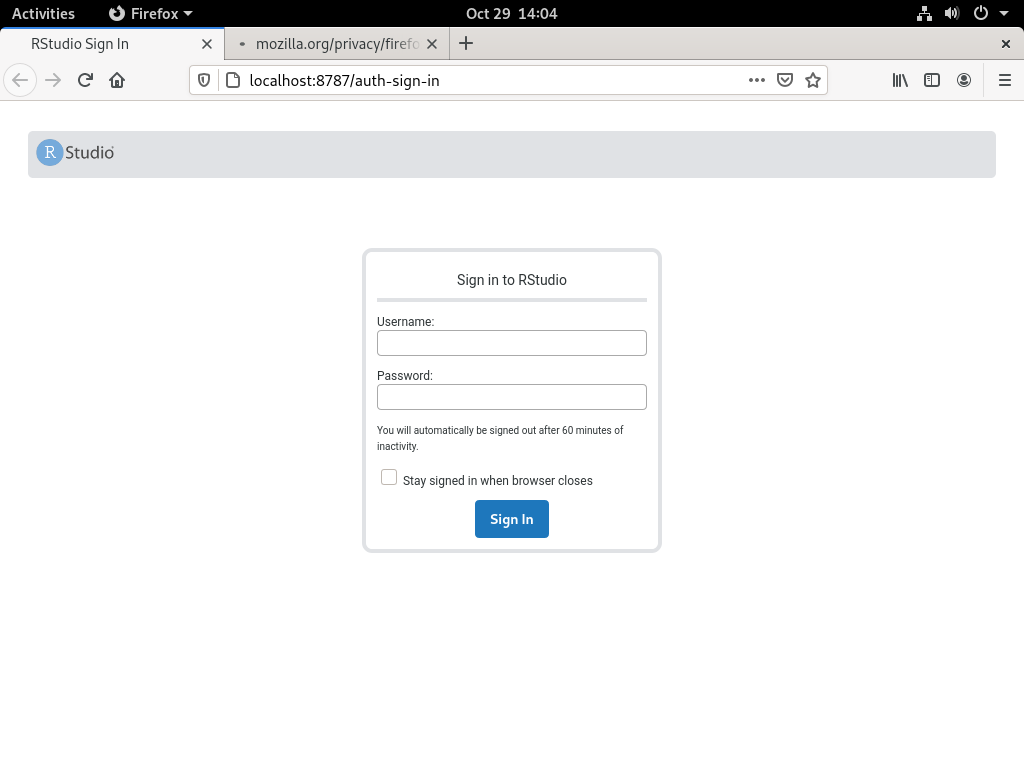 Activities
Firefox
Oct 29 14:04
RStudio Sign In
mozilla.org/privacy/firefo
localhost:8787/auth-sign-in
R Studio
Sign in to RStudio
Username:
Password:
You will automatically be signed out after 60 minutes of
inactivity.
Stay signed in when browser closes
Sign In